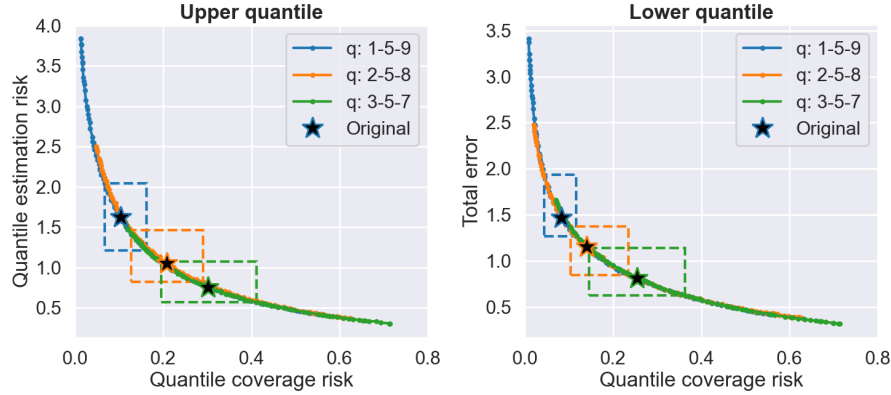 Upper quantile
4.0
3.5
3.0
2.5
2.0
1.5
1.0
0.5
Quantile estimation risk
q: 1-5-9
q: 2-5-8
q: 3-5-7
Original
0.0 0.2 0.4 0.6 0.8
Quantile coverage risk
Lower quantile
3.5
3.0
2.5
2.0
1.5
1.0
0.5
Total error
q: 1-5-9
q: 2-5-8
q: 3-5-7
Original
0.0 0.2 0.4 0.6 0.8
Quantile coverage risk